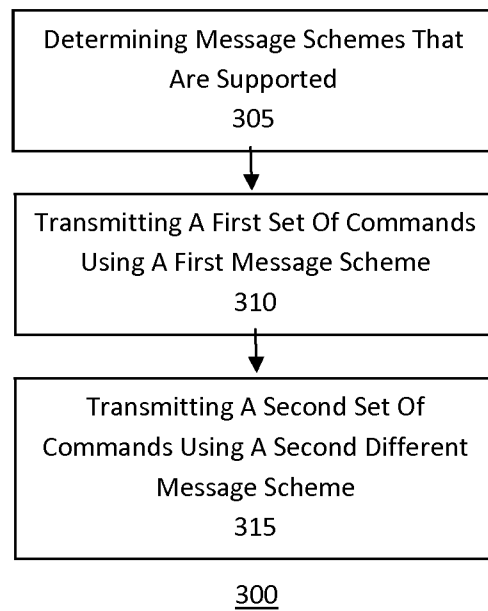 Determining Message Schemes That
Are Supported
305
Transmitting A First Set Of Commands
Using A First Message Scheme
310
Transmitting A Second Set Of
Commands Using A Second Different
Message Scheme
315
300